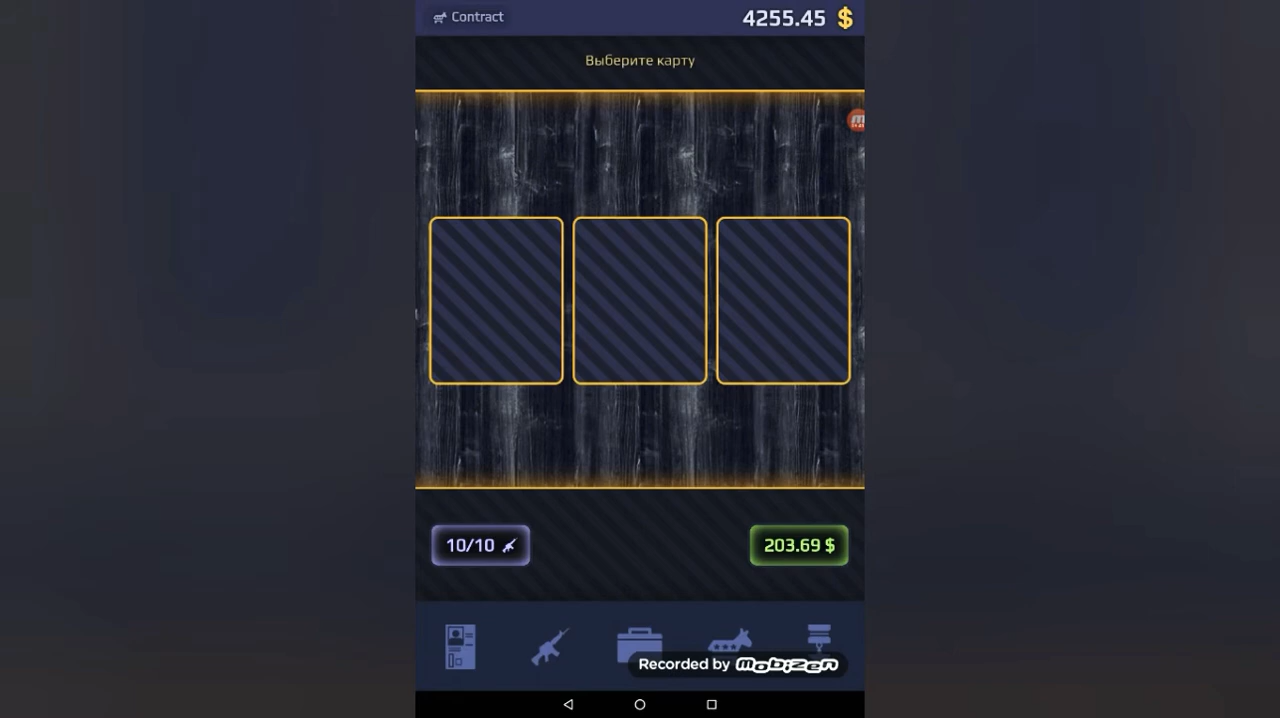 Contract
4255.45 $
Выберите карту
10/10
203.69 $
Recorded by mobizen